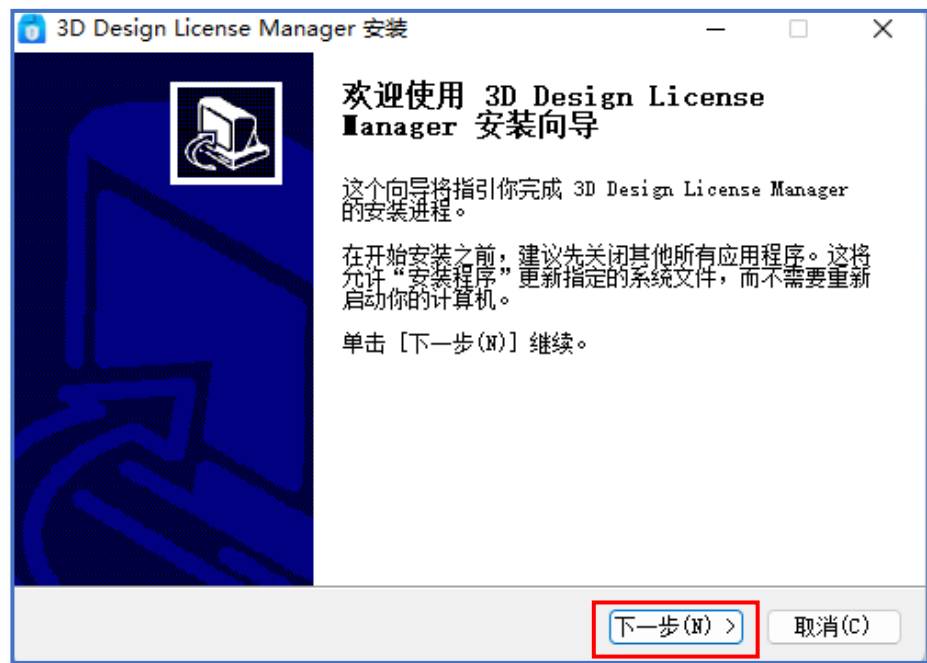 3D Design License Manager 安装
欢迎使用 3D Design License
Manager 安装向导
这个向导将指引你完成 3D Design License Manager
的安装进程。
在开始安装之前，建议先关闭其他所有应用程序。这将
允许“安装程序”更新指定的系统文件，而不需要重新
启动你的计算机。
单击 [下一步(N)] 继续。
下一步(N) >
取消(C)